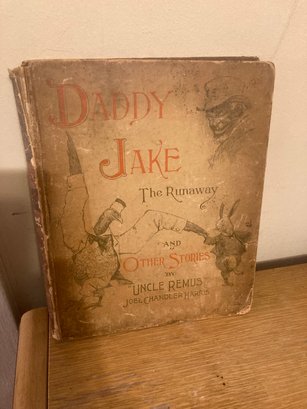 DADDY
JAKE
The Runaway
AND
OTHER STORIES
BY
UNCLE REMUS
JOEL CHANDLER HARRIS